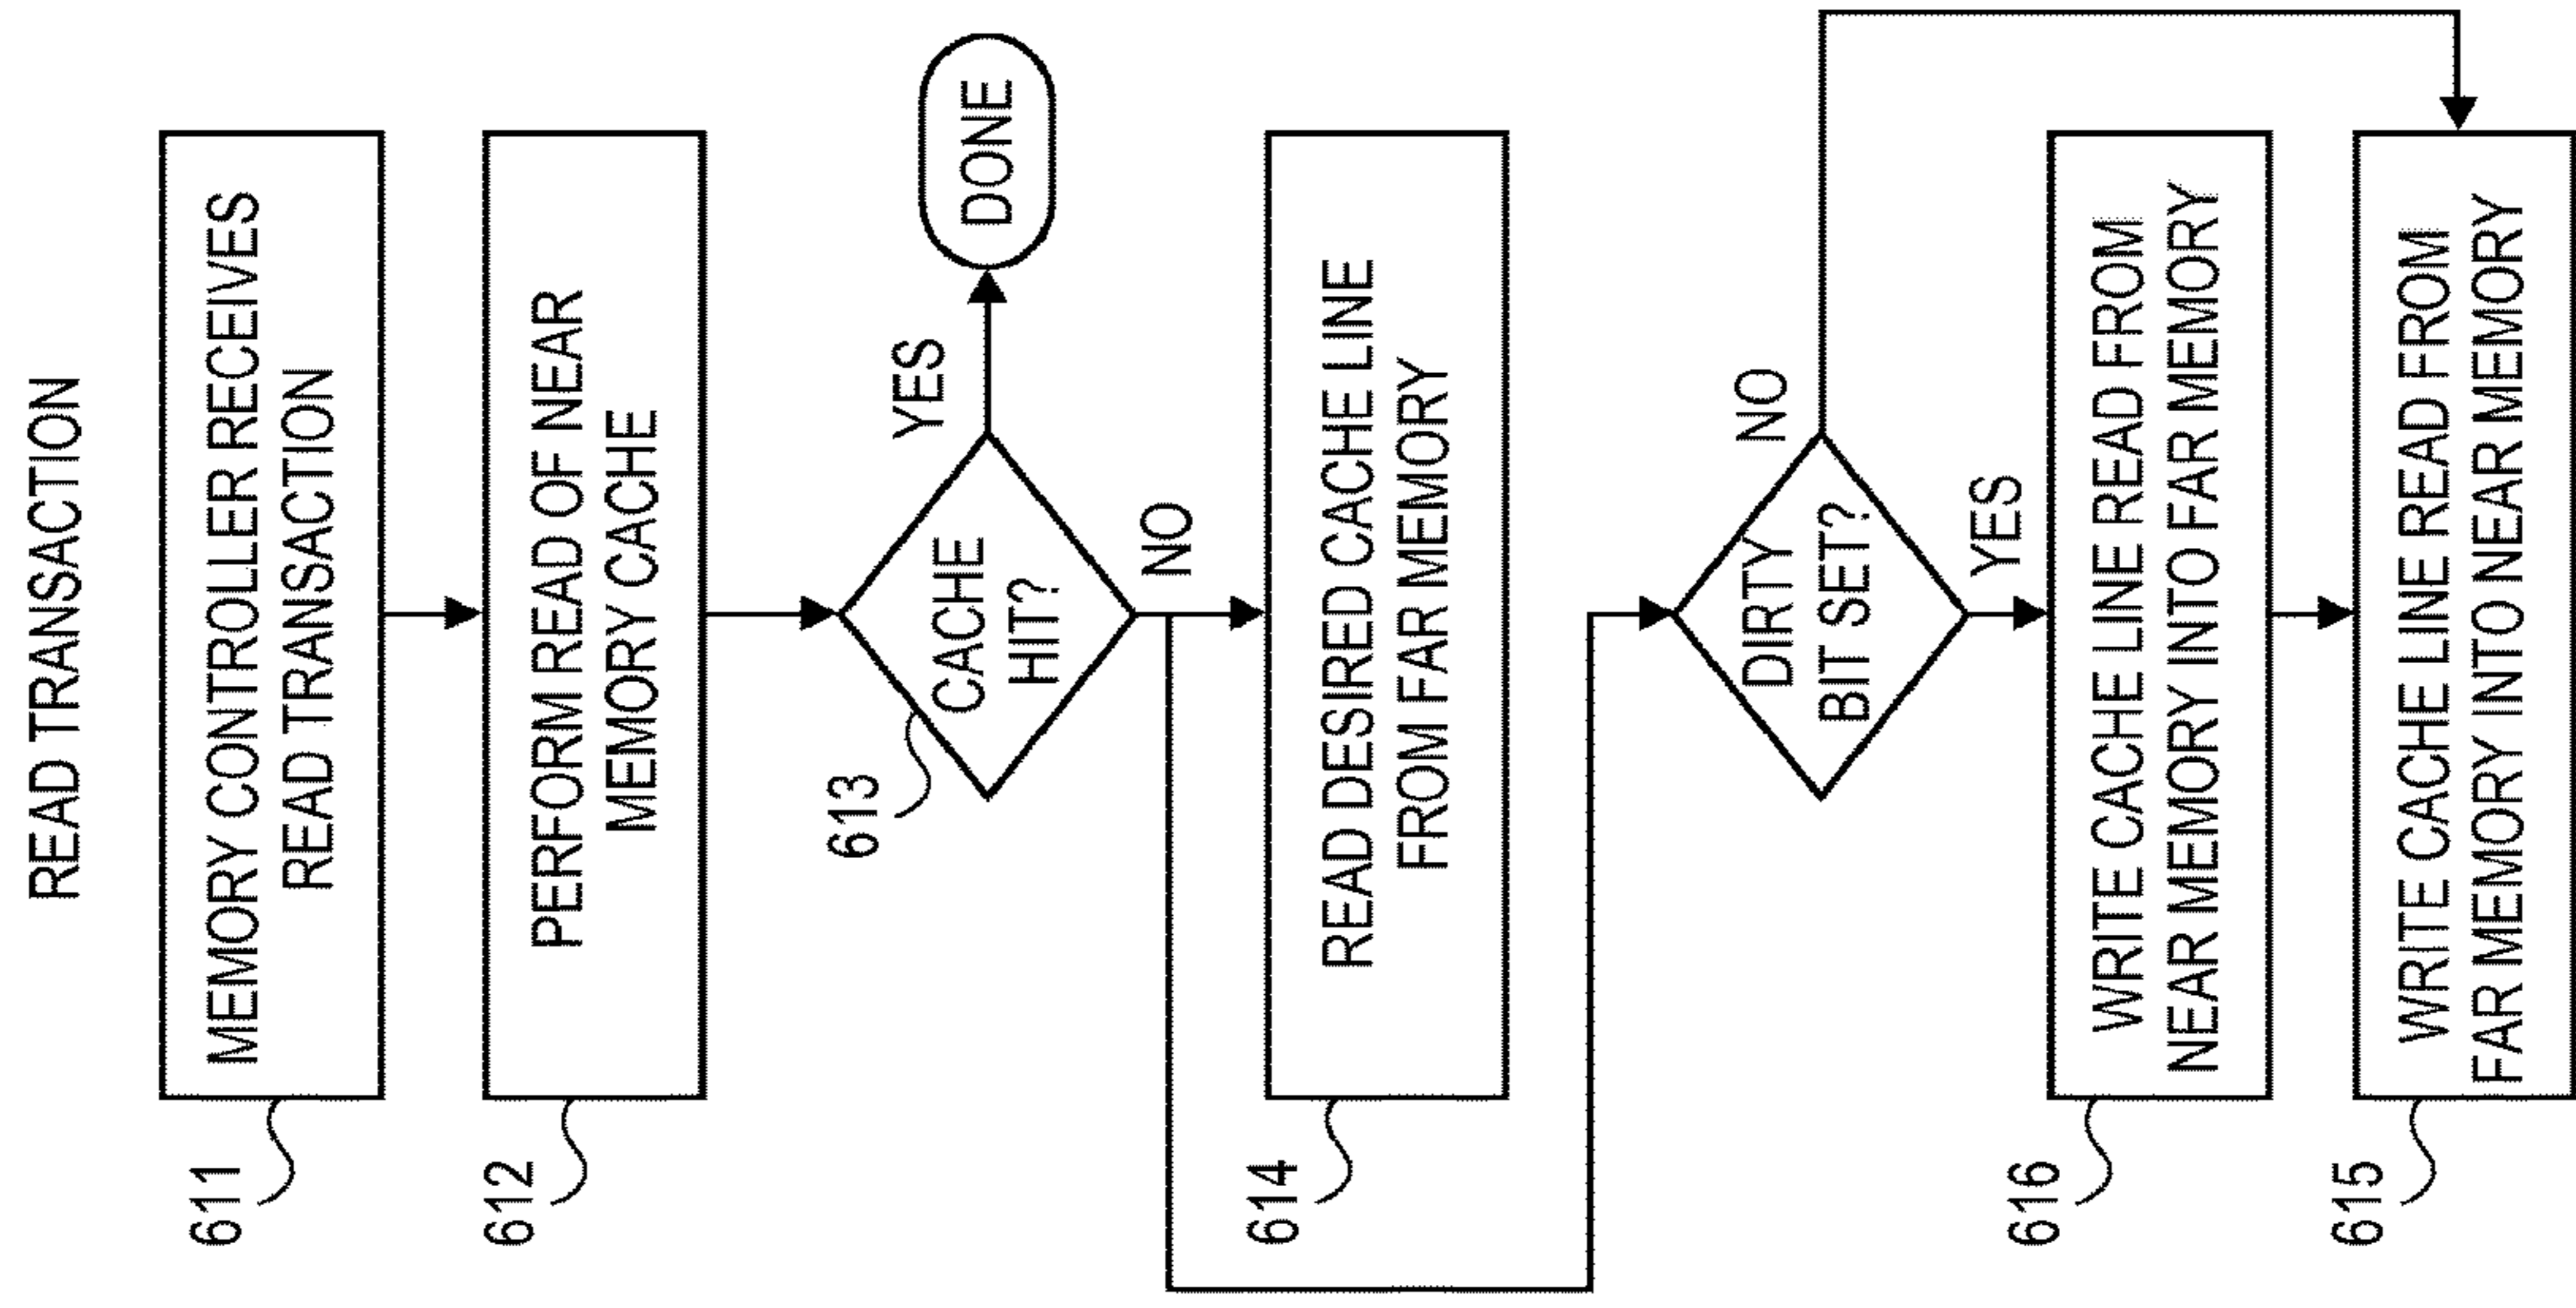 READ TRANSACTION
611
MEMORY CONTROLLER RECEIVES
READ TRANSACTION
612
PERFORM READ OF NEAR
MEMORY CACHE
613
CACHE
HIT?
YES
DONE
NO
614
READ DESIRED CACHE LINE
FROM FAR MEMORY
DIRTY
BIT SET?
NO
YES
616
WRITE CACHE LINE READ FROM
NEAR MEMORY INTO FAR MEMORY
615
WRITE CACHE LINE READ FROM
FAR MEMORY INTO NEAR MEMORY